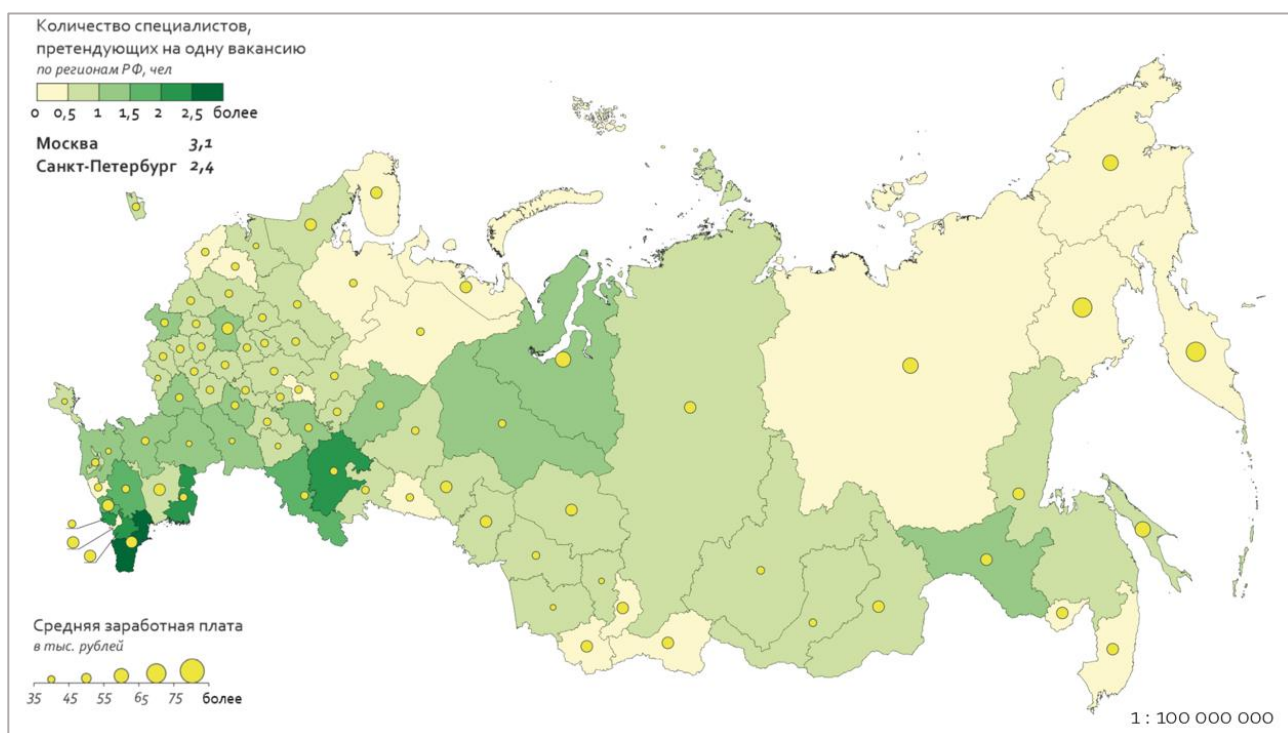 Количество специалистов,
претендующих на одну вакансию
по регионам РФ, чел
0 0,5 1 1,5 2 2,5 более
Москва 3,1
Санкт-Петербург 2,4
Средняя заработная плата
в тыс. рублей
35 45 55 65 75 более
1 : 100 000 000